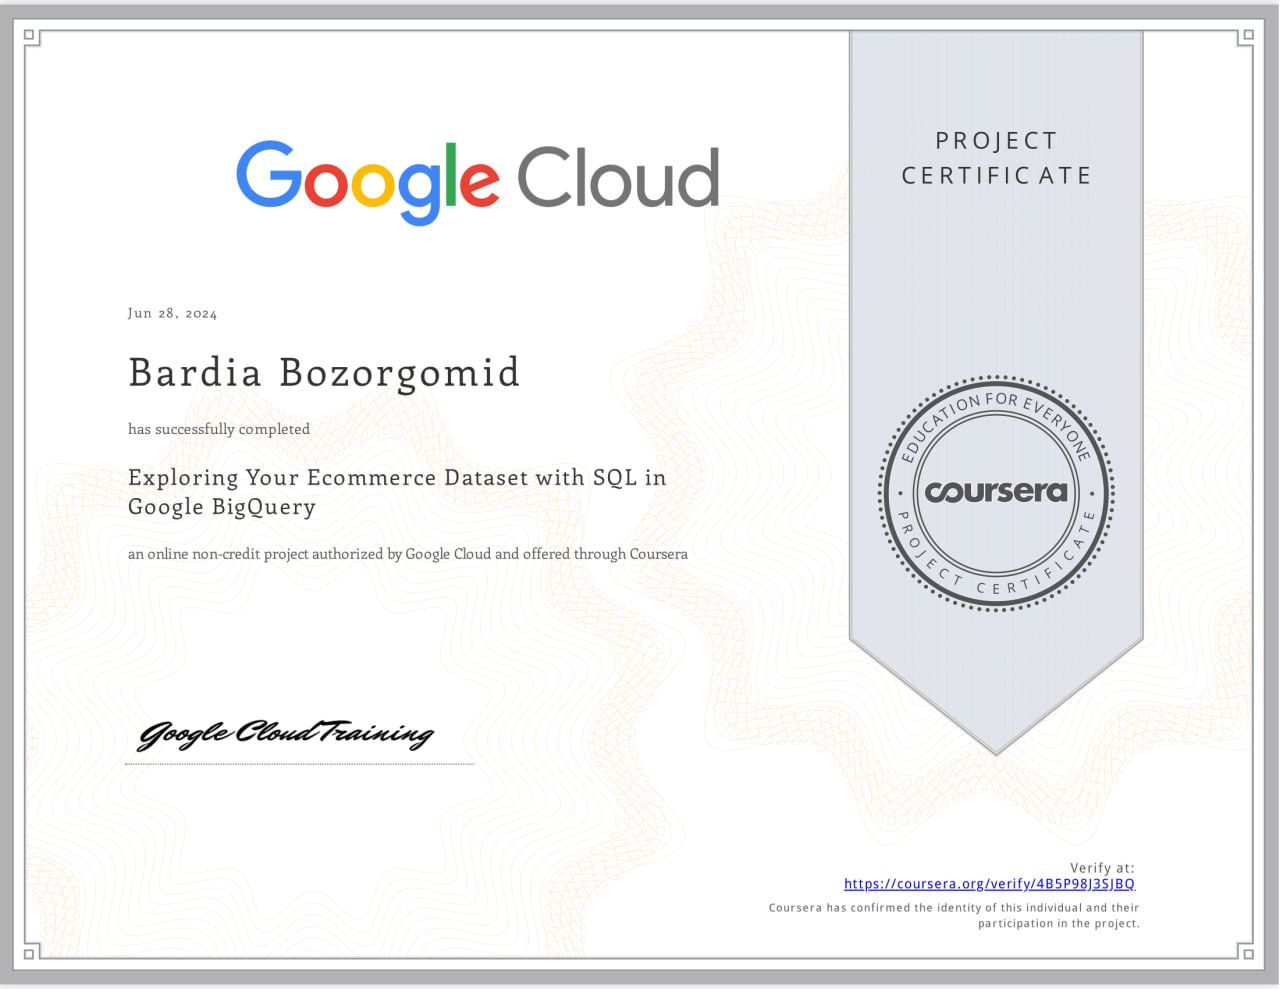 Google Cloud
PROJECT
CERTIFICATE
Jun 28, 2024
Bardia Bozorgomid
has successfully completed
Exploring Your Ecommerce Dataset with SQL in
Google BigQuery
an online non-credit project authorized by Google Cloud and offered through Coursera
EDUCATION FOR EVERYONE
coursera
PROJECT CERTIFICATE
Google Cloud Training
Verify at:
https://coursera.org/verify/4B5P98J3SJBQ
Coursera has confirmed the identity of this individual and their
participation in the project.